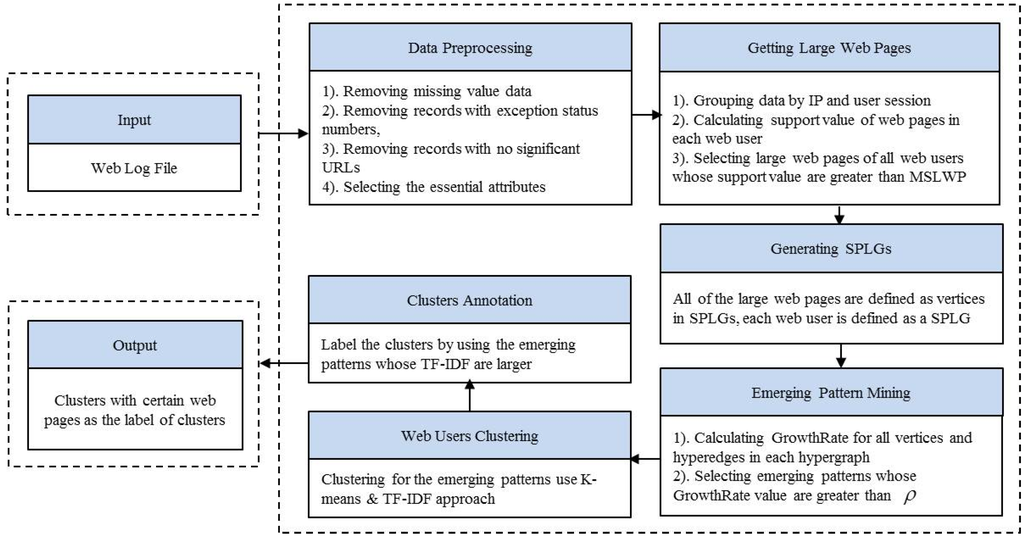 Input
Web Log File
Data Preprocessing
1). Removing missing value data
2). Removing records with exception status
numbers,
3). Removing records with no significant
URLs
4). Selecting the essential attributes
Getting Large Web Pages
1). Grouping data by IP and user session
2). Calculating support value of web pages in
each web user
3). Selecting large web pages of all web users
whose support value are greater than MSLWP
Generating SPLGs
All of the large web pages are defined as vertices
in SPLGs, each web user is defined as a SPLG
Emerging Pattern Mining
1). Calculating GrowthRate for all vertices and
hyperedges in each hypergraph
2). Selecting emerging patterns whose
GrowthRate value are greater than ρ
Web Users Clustering
Clustering for the emerging patterns use K-
means & TF-IDF approach
Clusters Annotation
Label the clusters by using the emerging
patterns whose TF-IDF are larger
Output
Clusters with certain web
pages as the label of clusters